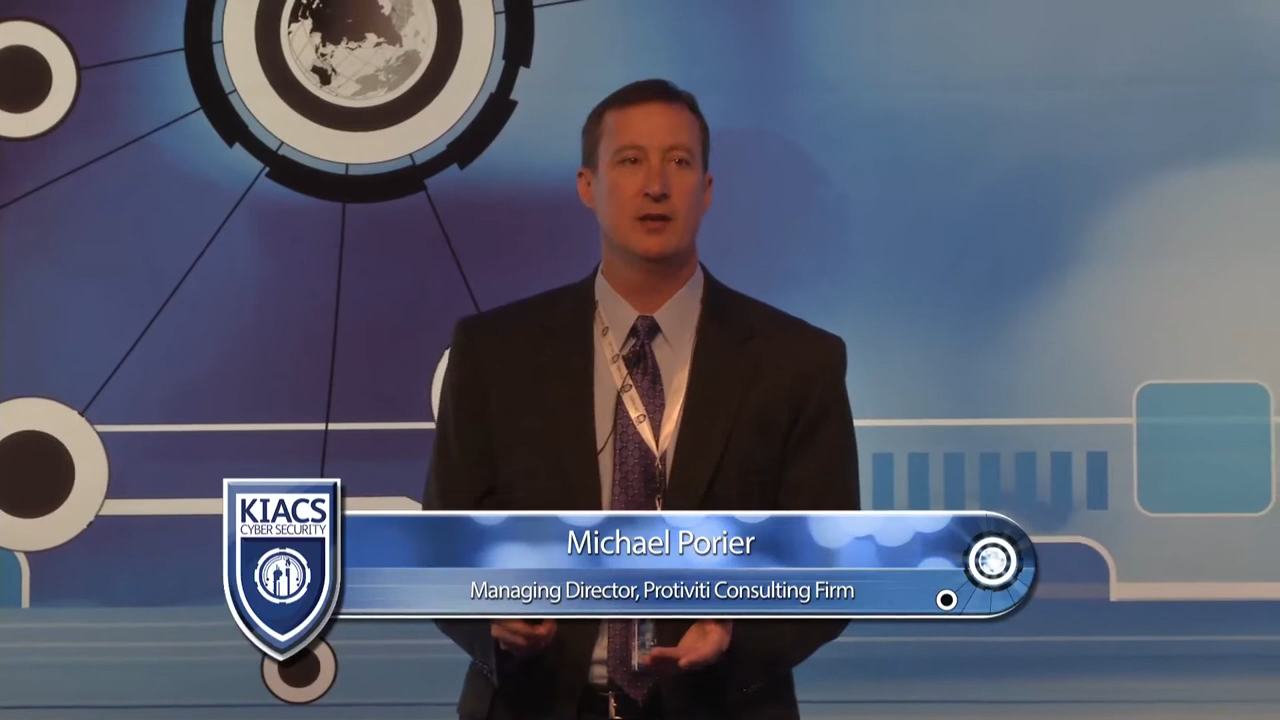 KIACS
CYBER SECURITY
Michael Porier
Managing Director, Protiviti Consulting Firm